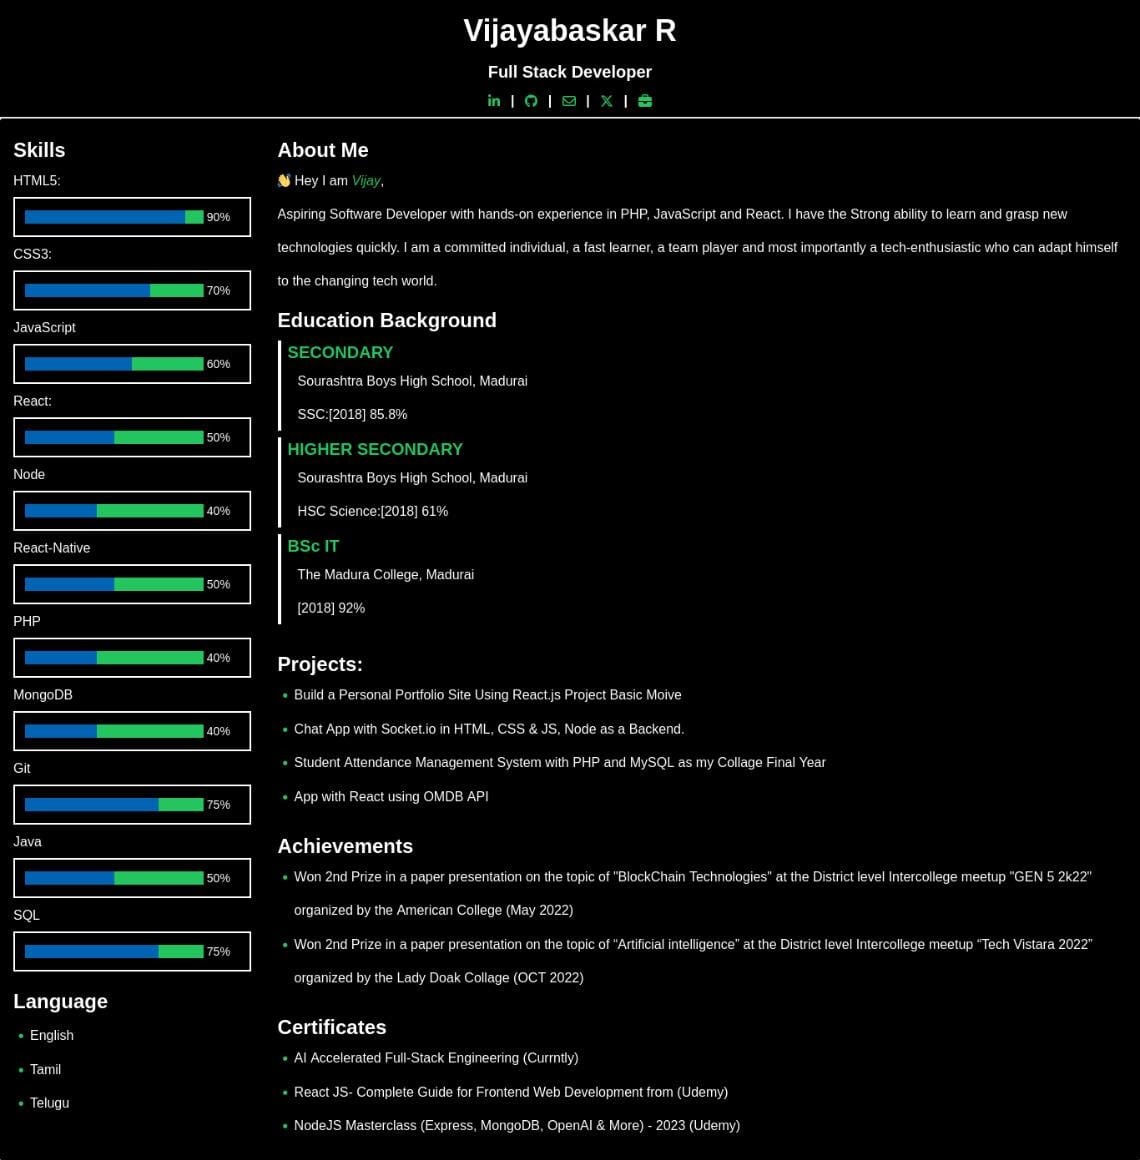 Vijayabaskar R
Full Stack Developer
| | | |
Skills
HTML5:
90%
CSS3:
70%
JavaScript
60%
React:
50%
Node
40%
React-Native
50%
PHP
40%
MongoDB
40%
Git
75%
Java
50%
SQL
75%
Language
• English
• Tamil
• Telugu
About Me
👋 Hey I am Vijay,
Aspiring Software Developer with hands-on experience in PHP, JavaScript and React. I have the Strong ability to learn and grasp new
technologies quickly. I am a committed individual, a fast learner, a team player and most importantly a tech-enthusiastic who can adapt himself
to the changing tech world.
Education Background
SECONDARY
Sourashtra Boys High School, Madurai
SSC:[2018] 85.8%
HIGHER SECONDARY
Sourashtra Boys High School, Madurai
HSC Science:[2018] 61%
BSc IT
The Madura College, Madurai
[2018] 92%
Projects:
• Build a Personal Portfolio Site Using React.js Project Basic Moive
• Chat App with Socket.io in HTML, CSS & JS, Node as a Backend.
• Student Attendance Management System with PHP and MySQL as my Collage Final Year
• App with React using OMDB API
Achievements
• Won 2nd Prize in a paper presentation on the topic of "BlockChain Technologies” at the District level Intercollege meetup "GEN 5 2k22"
organized by the American College (May 2022)
• Won 2nd Prize in a paper presentation on the topic of “Artificial intelligence” at the District level Intercollege meetup “Tech Vistara 2022”
organized by the Lady Doak Collage (OCT 2022)
Certificates
• AI Accelerated Full-Stack Engineering (Currntly)
• React JS- Complete Guide for Frontend Web Development from (Udemy)
• NodeJS Masterclass (Express, MongoDB, OpenAI & More) - 2023 (Udemy)